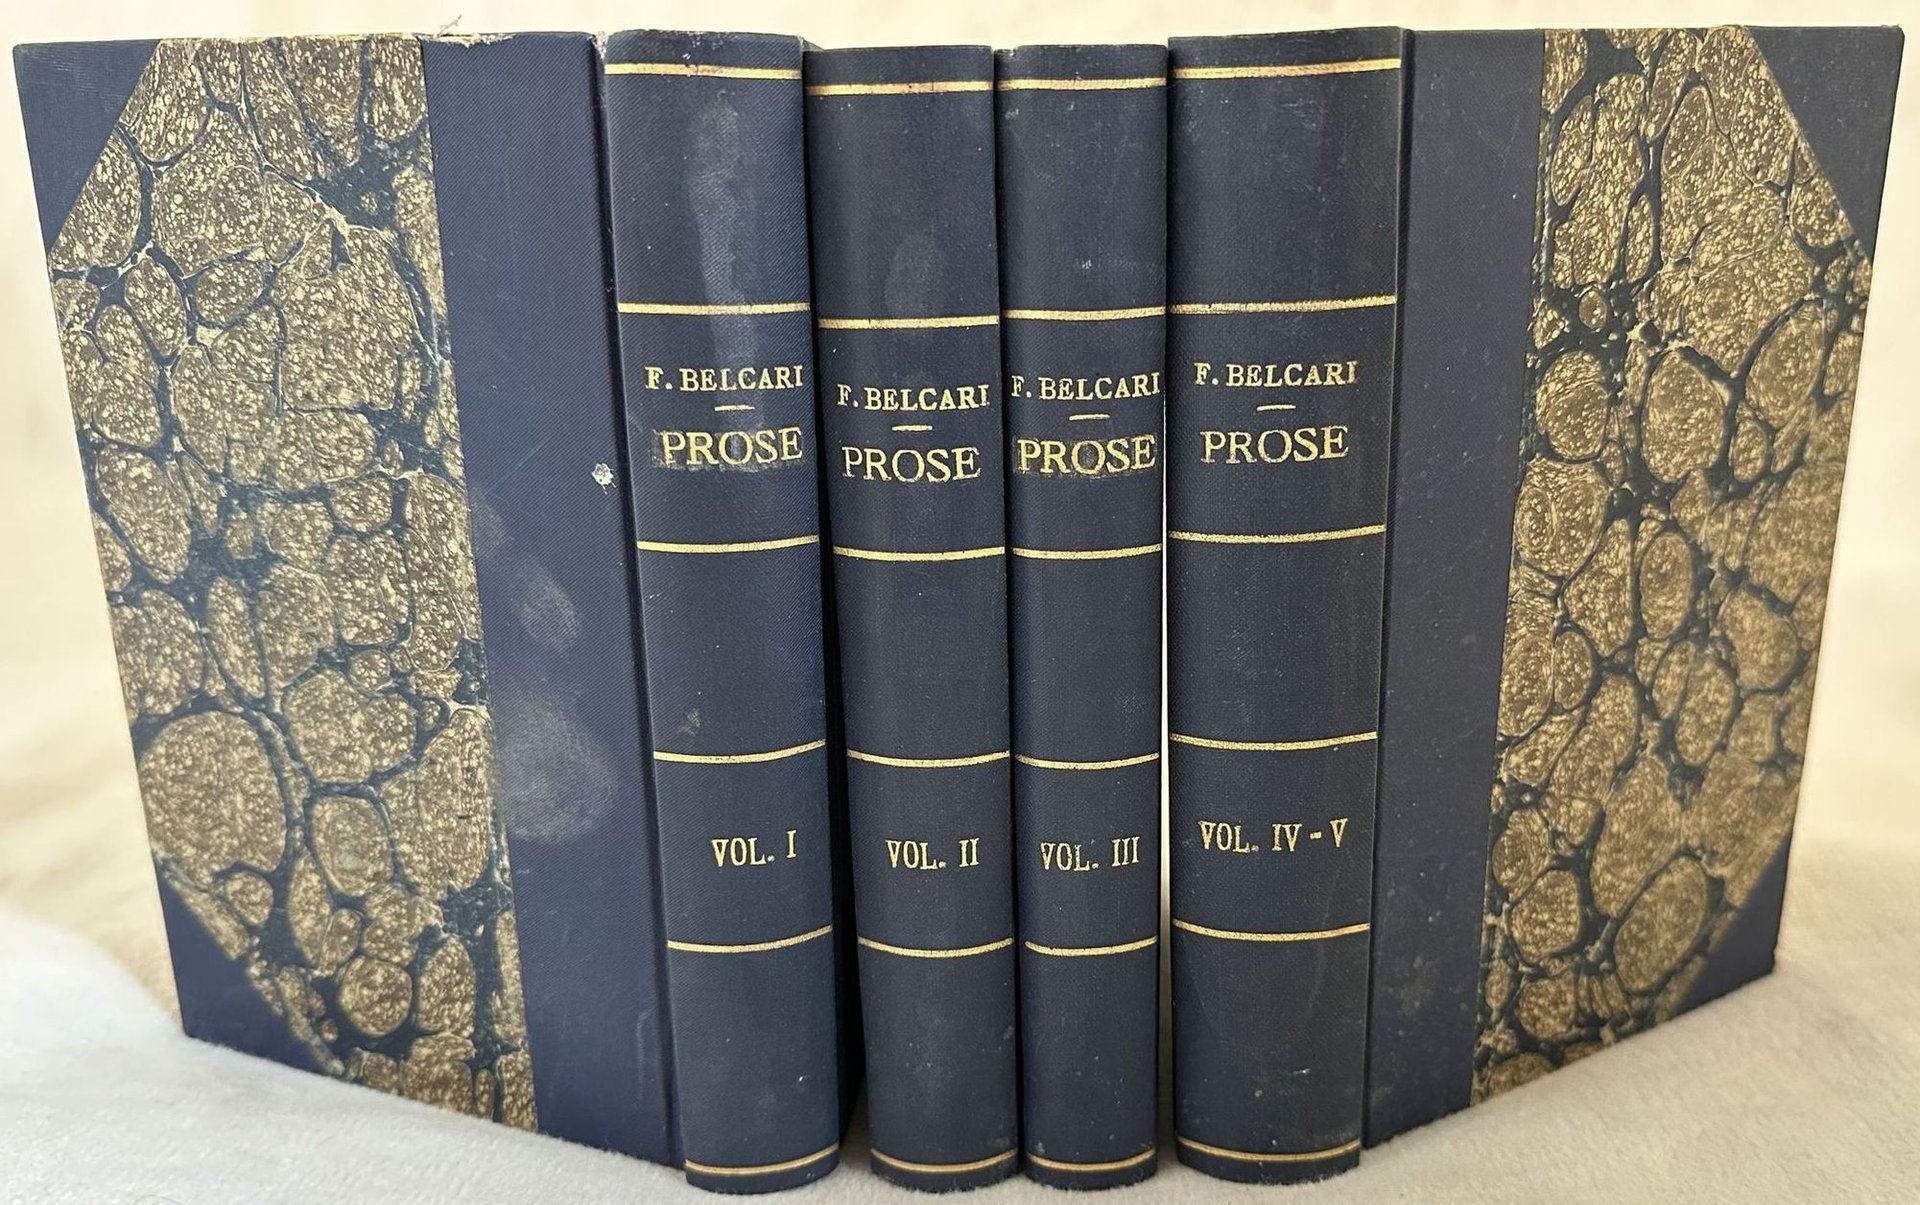 F. BELCARI
PROSE
VOL. I
F. BELCARI
PROSE
VOL. II
F. BELCARI
PROSE
VOL. III
F. BELCARI
PROSE
VOL. IV - V